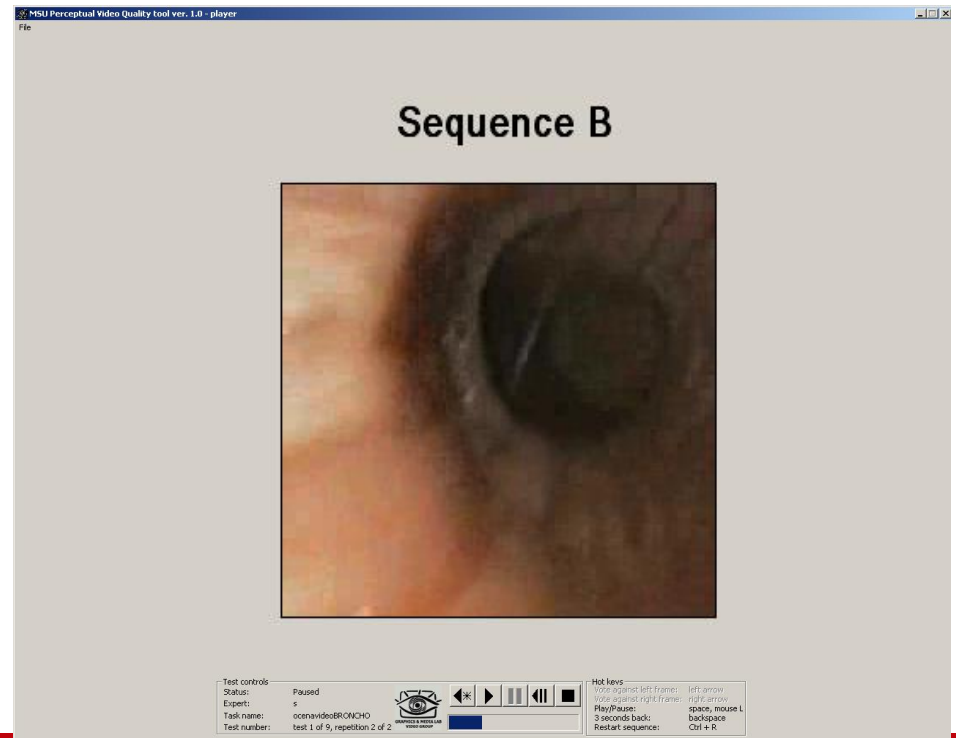 MSU Perceptual Video Quality tool ver. 1.0 - player
File
Sequence B
Test controls
Status: Paused
Expert: s
Task name: ocenavideoBRONCHO
Test number: test 1 of 9, repetition 2 of 2
GRAPHICS & MEDIA LAB
VIDEO GROUP
Hot keys
Vote against left frame: left arrow
Vote against right frame: right arrow
Play/Pause: space, mouse L
3 seconds back: backspace
Restart sequence: Ctrl + R